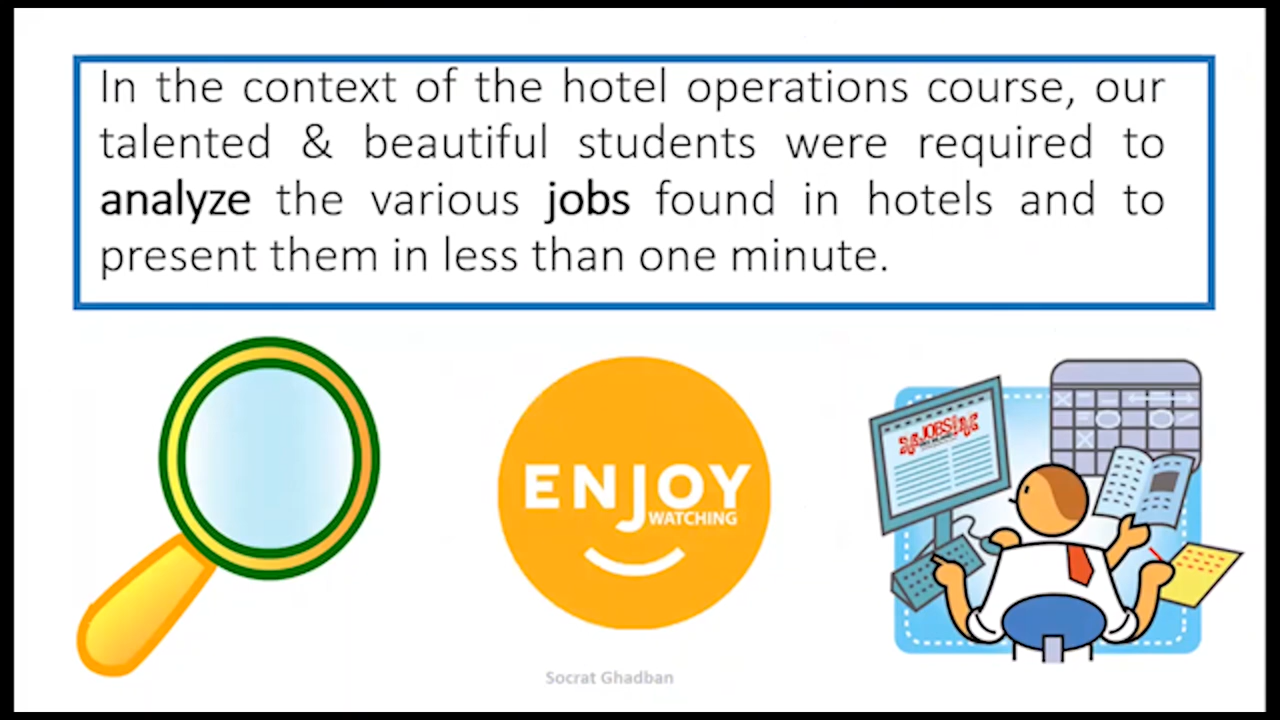 In the context of the hotel operations course, our
talented & beautiful students were required to
analyze the various jobs found in hotels and to
present them in less than one minute.
ENJOY
WATCHING
JOBS
Socrat Ghadban